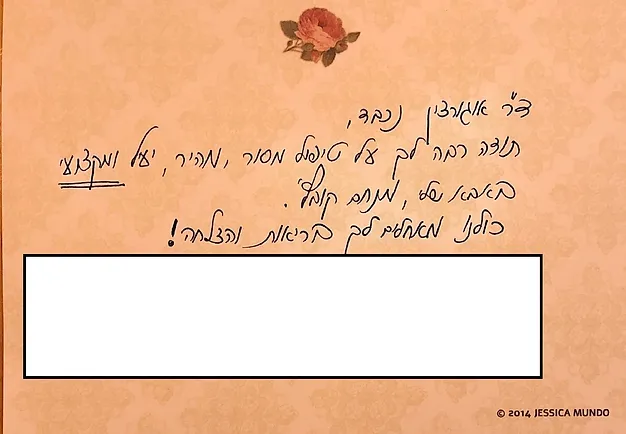 ד"ר אוגורצין נכבד,
תודה רבה לך על טיפול מסור, מהיר, יעיל ומקצועי
באבא שלי, מנחם קופל.
כולנו מאחלים לך בריאות והצלחה!
© 2014 JESSICA MUNDO